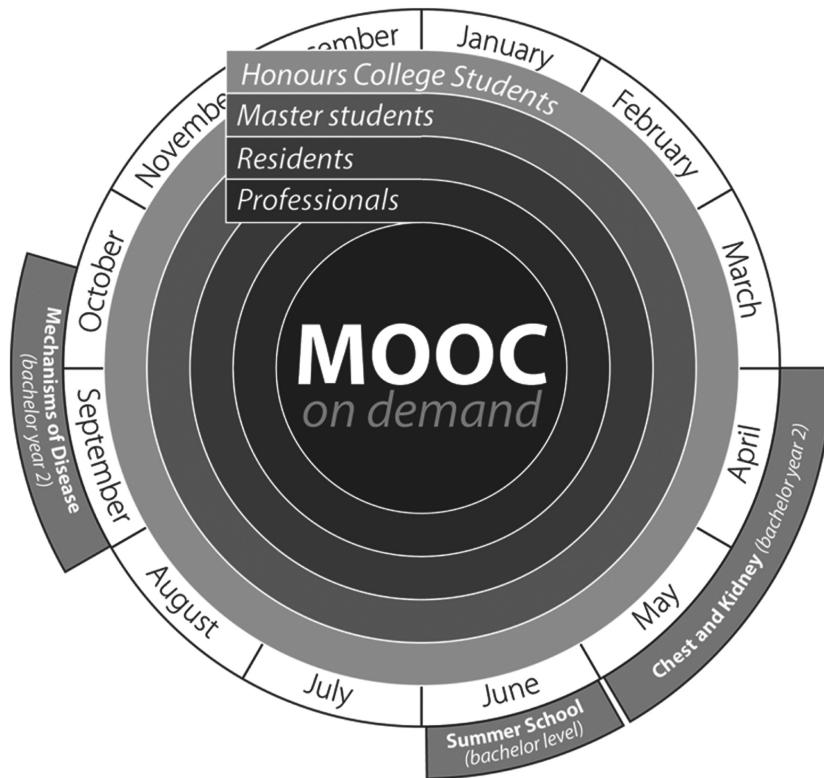 January
February
March
April
May
June
July
August
September
October
November
cember
Honours College Students
Master students
Residents
Professionals
MOOC
on demand
Mechanisms of Disease
(bachelor year 2)
Chest and Kidney (bachelor year 2)
Summer School
(bachelor level)